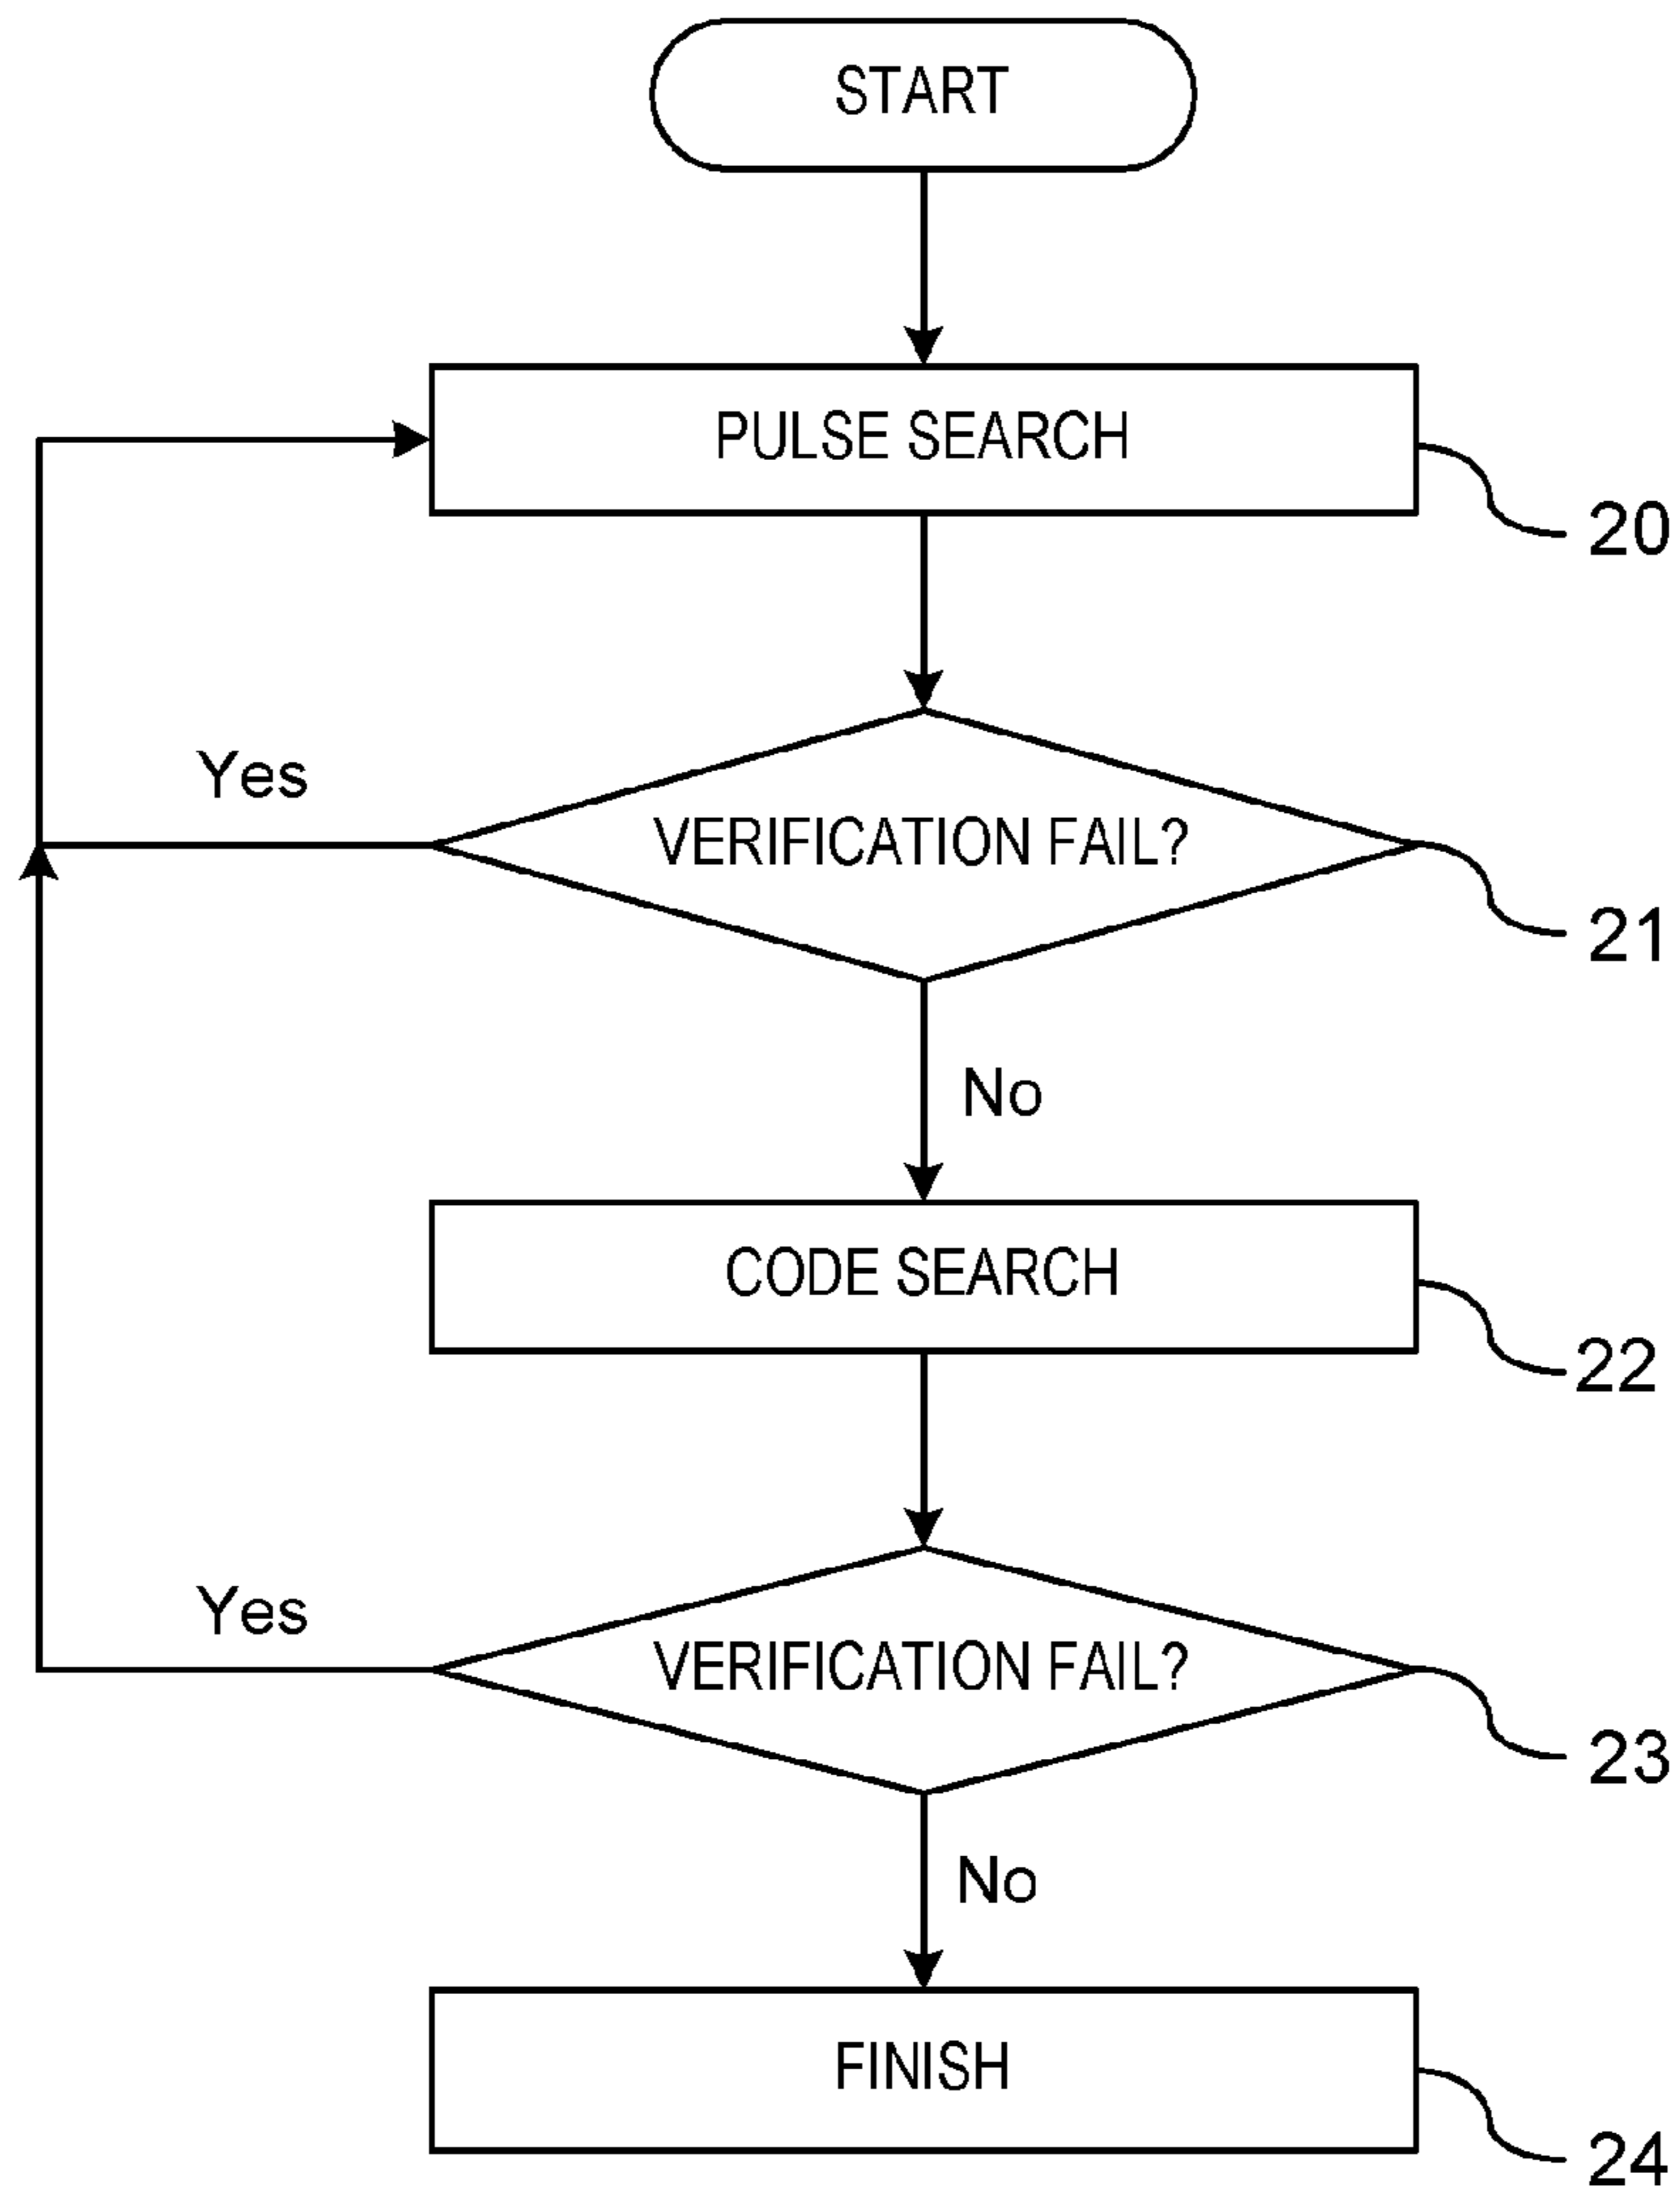 START
PULSE SEARCH
20
Yes
VERIFICATION FAIL?
21
No
CODE SEARCH
22
Yes
VERIFICATION FAIL?
23
No
FINISH
24